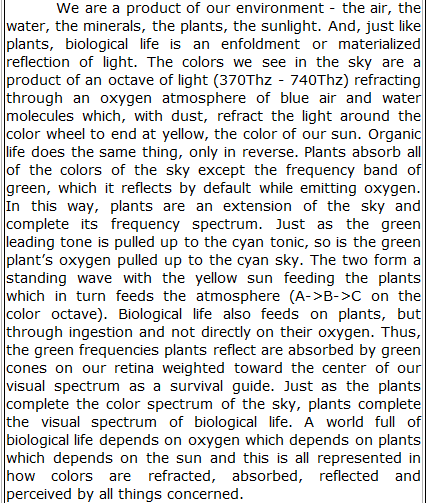 We are a product of our environment - the air, the
water, the minerals, the plants, the sunlight. And, just like
plants, biological life is an enfoldment or materialized
reflection of light. The colors we see in the sky are a
product of an octave of light (370Thz - 740Thz) refracting
through an oxygen atmosphere of blue air and water
molecules which, with dust, refract the light around the
color wheel to end at yellow, the color of our sun. Organic
life does the same thing, only in reverse. Plants absorb all
of the colors of the sky except the frequency band of
green, which it reflects by default while emitting oxygen.
In this way, plants are an extension of the sky and
complete its frequency spectrum. Just as the green
leading tone is pulled up to the cyan tonic, so is the green
plant's oxygen pulled up to the cyan sky. The two form a
standing wave with the yellow sun feeding the plants
which in turn feeds the atmosphere (A->B->C on the
color octave). Biological life also feeds on plants, but
through ingestion and not directly on their oxygen. Thus,
the green frequencies plants reflect are absorbed by green
cones on our retina weighted toward the center of our
visual spectrum as a survival guide. Just as the plants
complete the color spectrum of the sky, plants complete
the visual spectrum of biological life. A world full of
biological life depends on oxygen which depends on plants
which depends on the sun and this is all represented in
how colors are refracted, absorbed, reflected and
perceived by all things concerned.